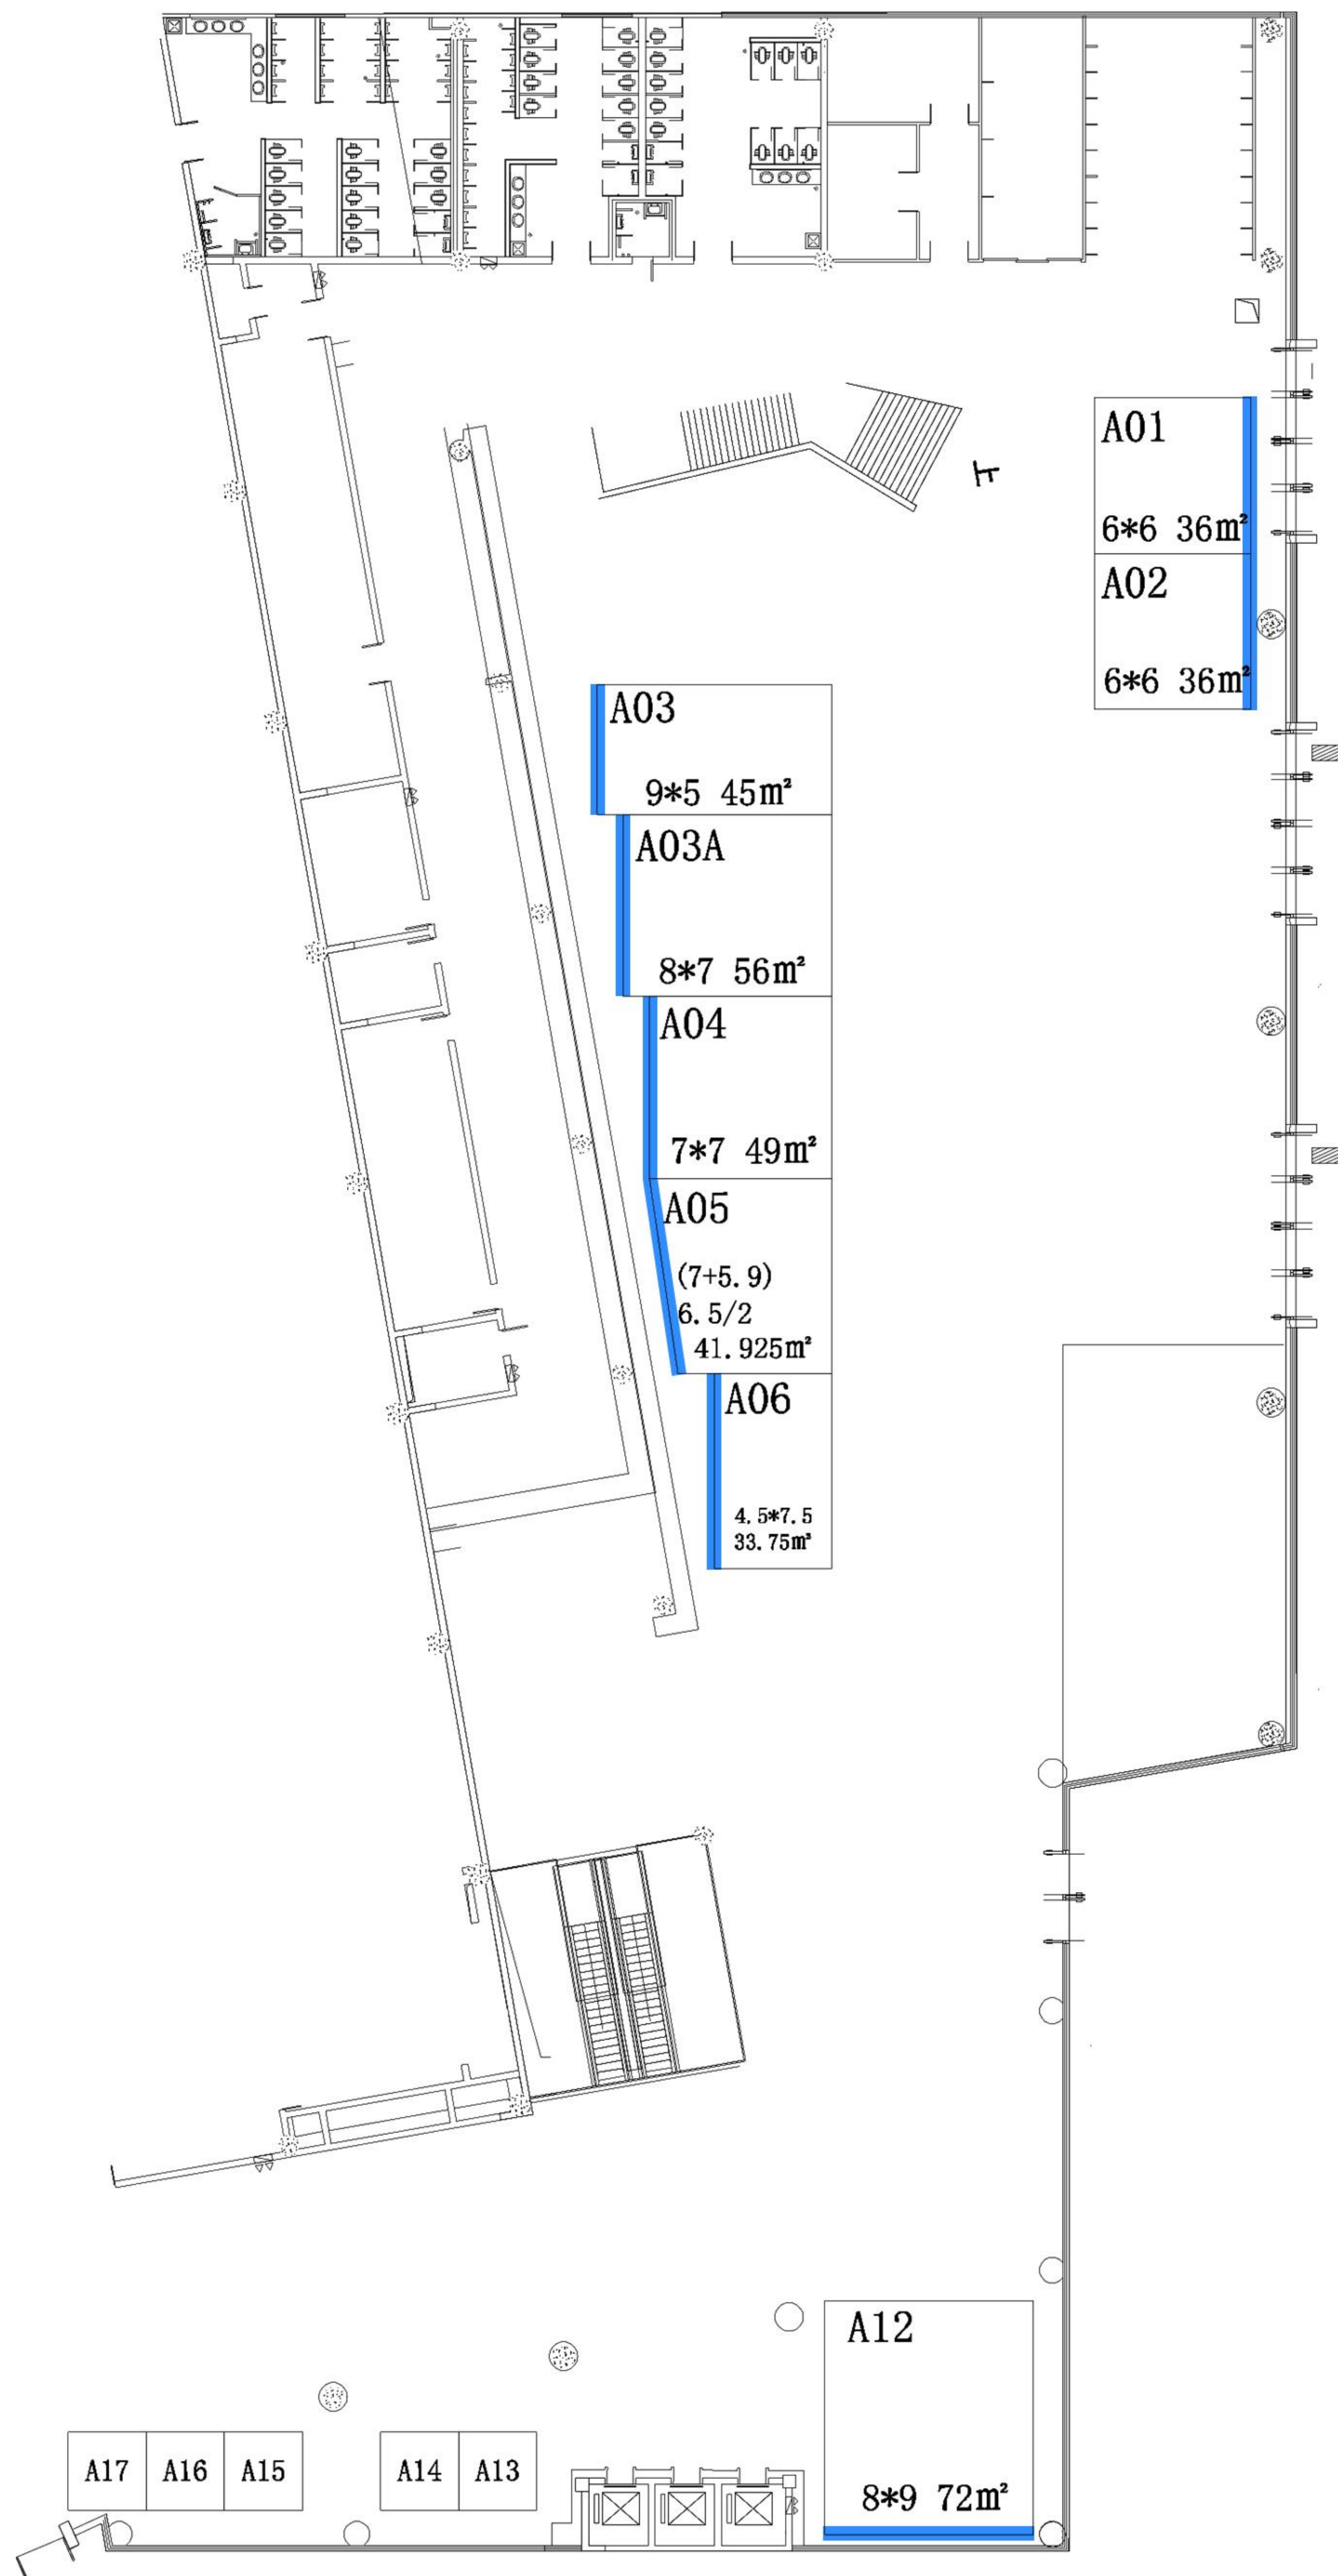 A01
6*6 36m²
A02
6*6 36m²
A03
9*5 45m²
A03A
8*7 56m²
A04
7*7 49m²
A05
(7+5.9)
6.5/2
41.925m²
A06
4.5*7.5
33.75m²
A12
8*9 72m²
A17 A16 A15 A14 A13